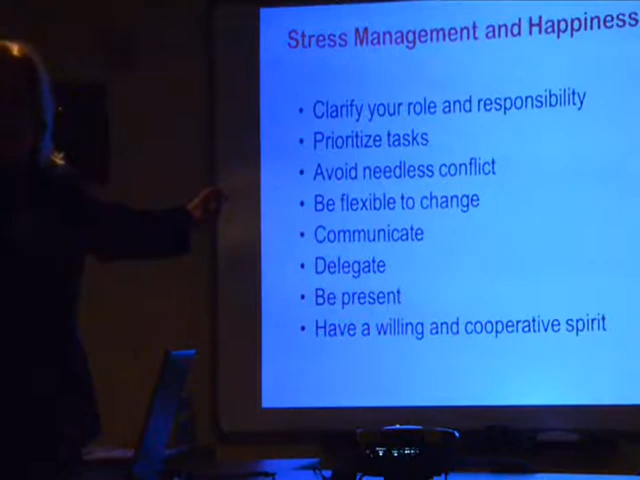 Stress Management and Happiness
• Clarify your role and responsibility
• Prioritize tasks
• Avoid needless conflict
• Be flexible to change
• Communicate
• Delegate
• Be present
• Have a willing and cooperative spirit